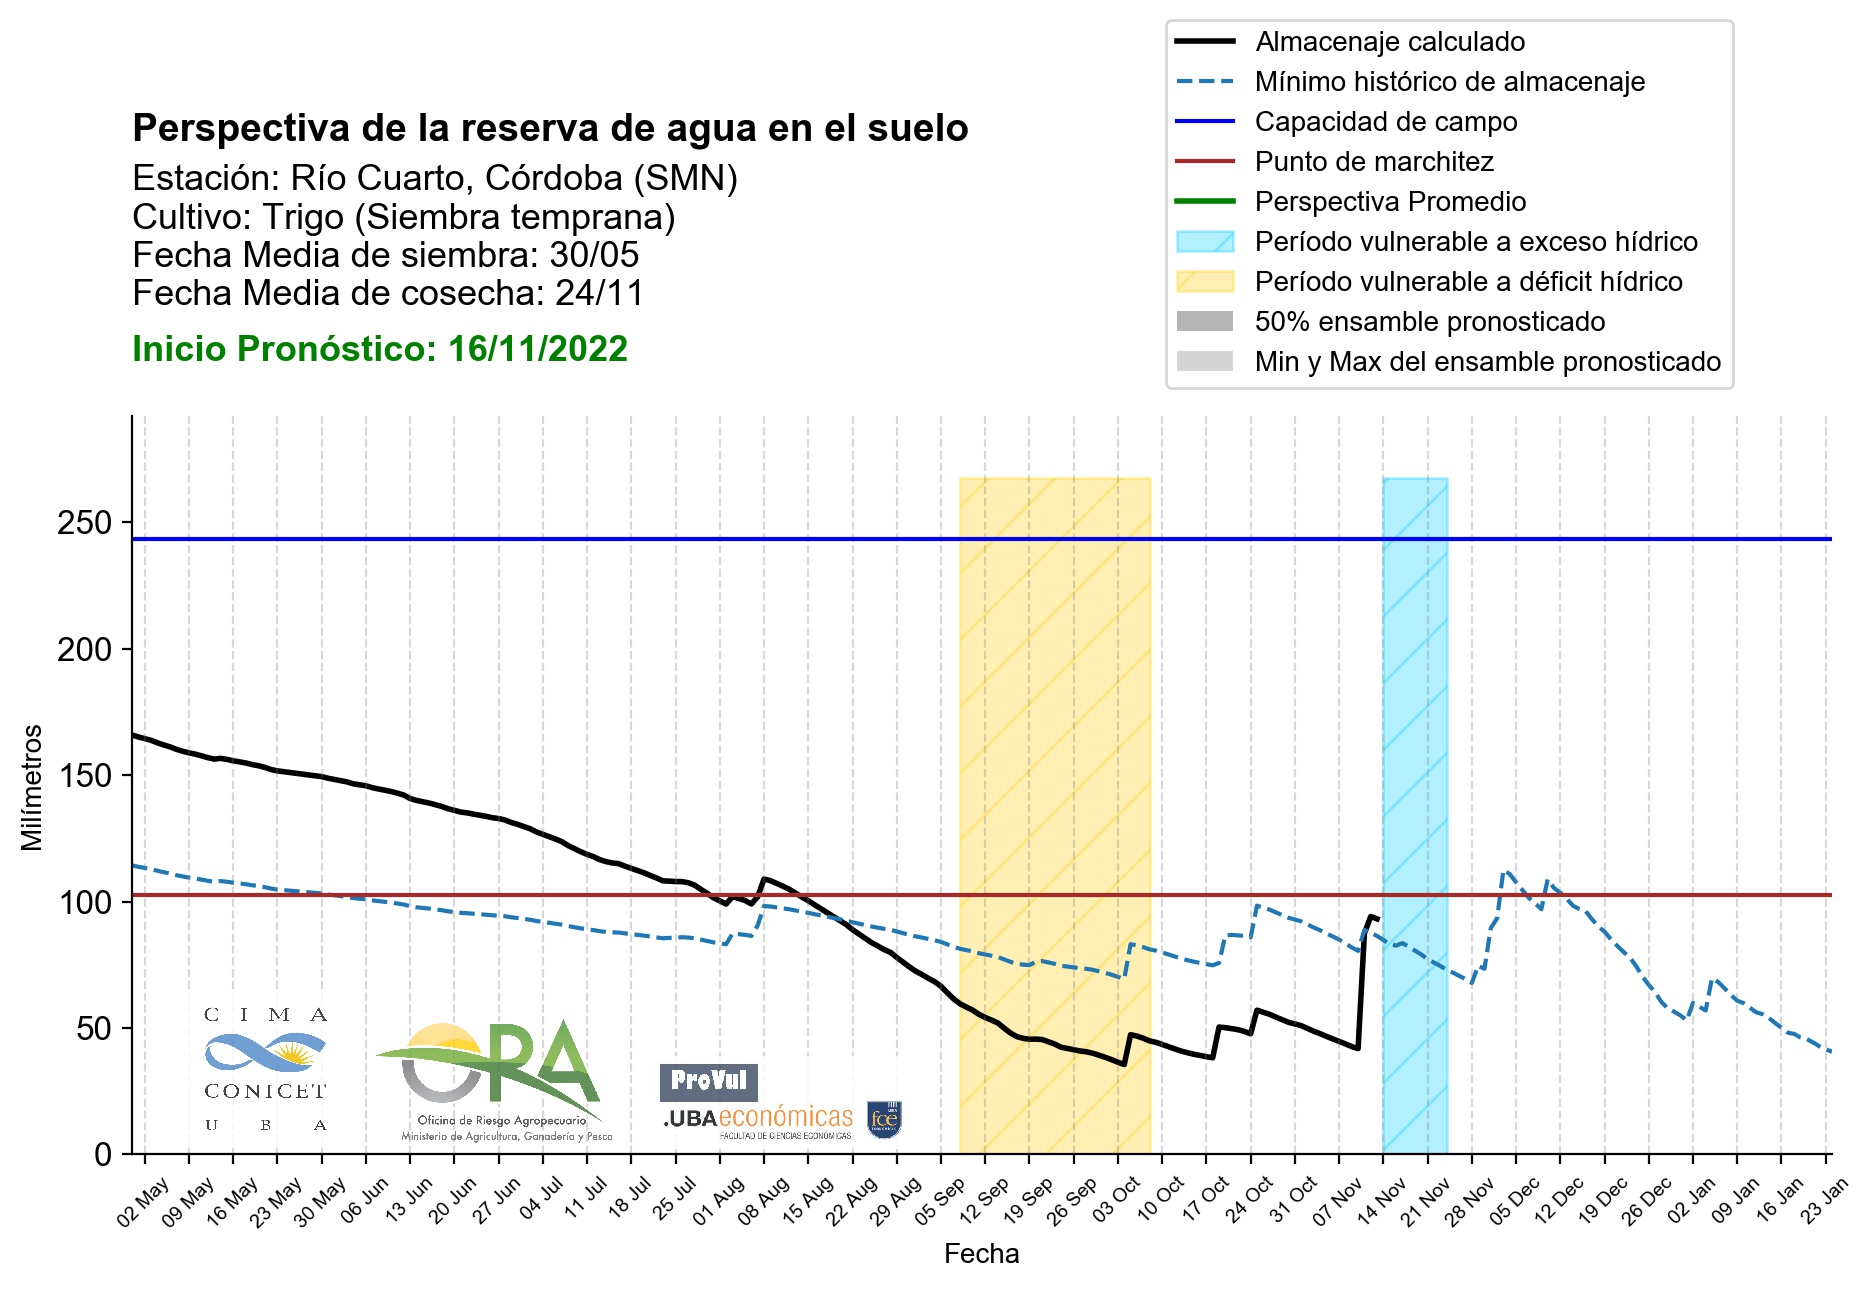 Almacenaje calculado
Mínimo histórico de almacenaje
Capacidad de campo
Punto de marchitez
Perspectiva Promedio
Período vulnerable a exceso hídrico
Período vulnerable a déficit hídrico
50% ensamble pronosticado
Min y Max del ensamble pronosticado
Perspectiva de la reserva de agua en el suelo
Estación: Río Cuarto, Córdoba (SMN)
Cultivo: Trigo (Siembra temprana)
Fecha Media de siembra: 30/05
Fecha Media de cosecha: 24/11
Inicio Pronóstico: 16/11/2022
Milímetros
250
200
150
100
50
0
C I M A
CONICET
U B A
ORA
Oficina de Riesgo Agropecuario
Ministerio de Agricultura, Ganadería y Pesca
ProVul
.UBAeconómicas
FACULTAD DE CIENCIAS ECONÓMICAS
UBA
fce
ECONÓMICAS
02 May
09 May
16 May
23 May
30 May
06 Jun
13 Jun
20 Jun
27 Jun
04 Jul
11 Jul
18 Jul
25 Jul
01 Aug
08 Aug
15 Aug
22 Aug
29 Aug
05 Sep
12 Sep
19 Sep
26 Sep
03 Oct
10 Oct
17 Oct
24 Oct
31 Oct
07 Nov
14 Nov
21 Nov
28 Nov
05 Dec
12 Dec
19 Dec
26 Dec
02 Jan
09 Jan
16 Jan
23 Jan
Fecha